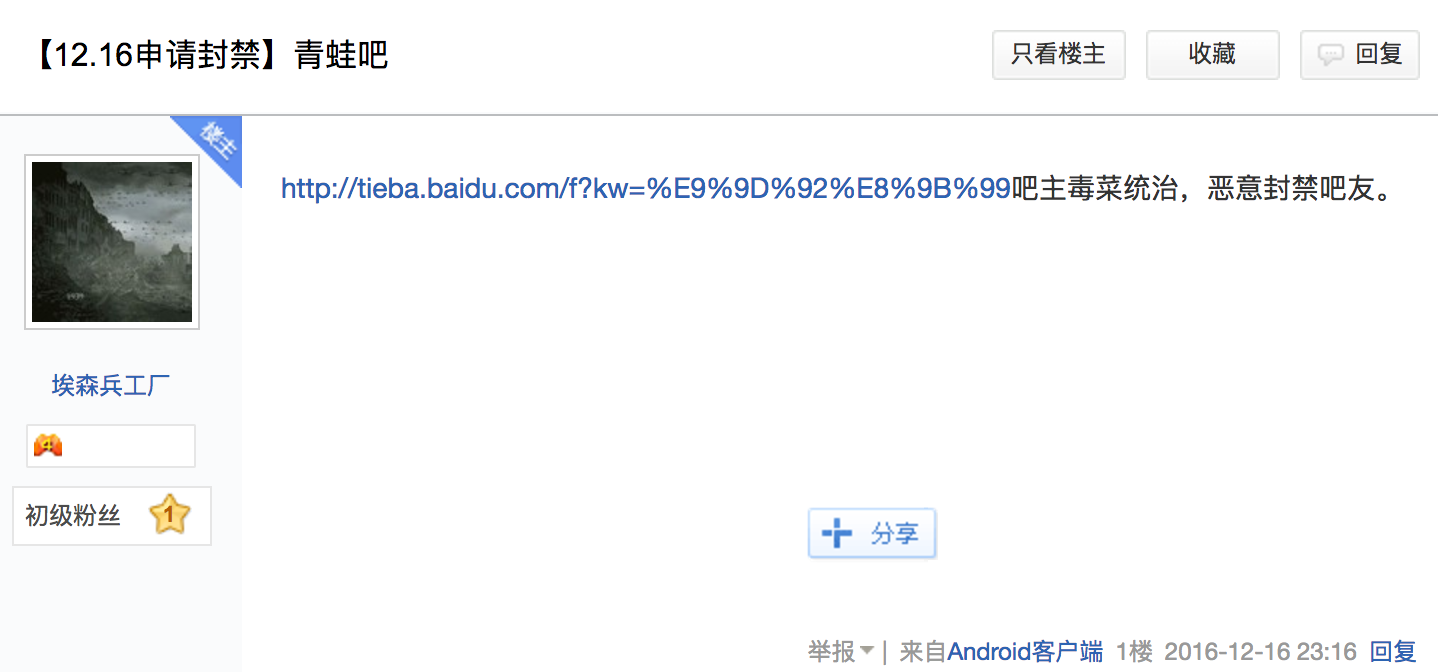 【12.16申请封禁】青蛙吧
只看楼主 收藏 回复
楼主
http://tieba.baidu.com/f?kw=%E9%9D%92%E8%9B%99吧主毒菜统治，恶意封禁吧友。
埃森兵工厂
4
初级粉丝 1
分享
举报 | 来自Android客户端 1楼 2016-12-16 23:16 回复